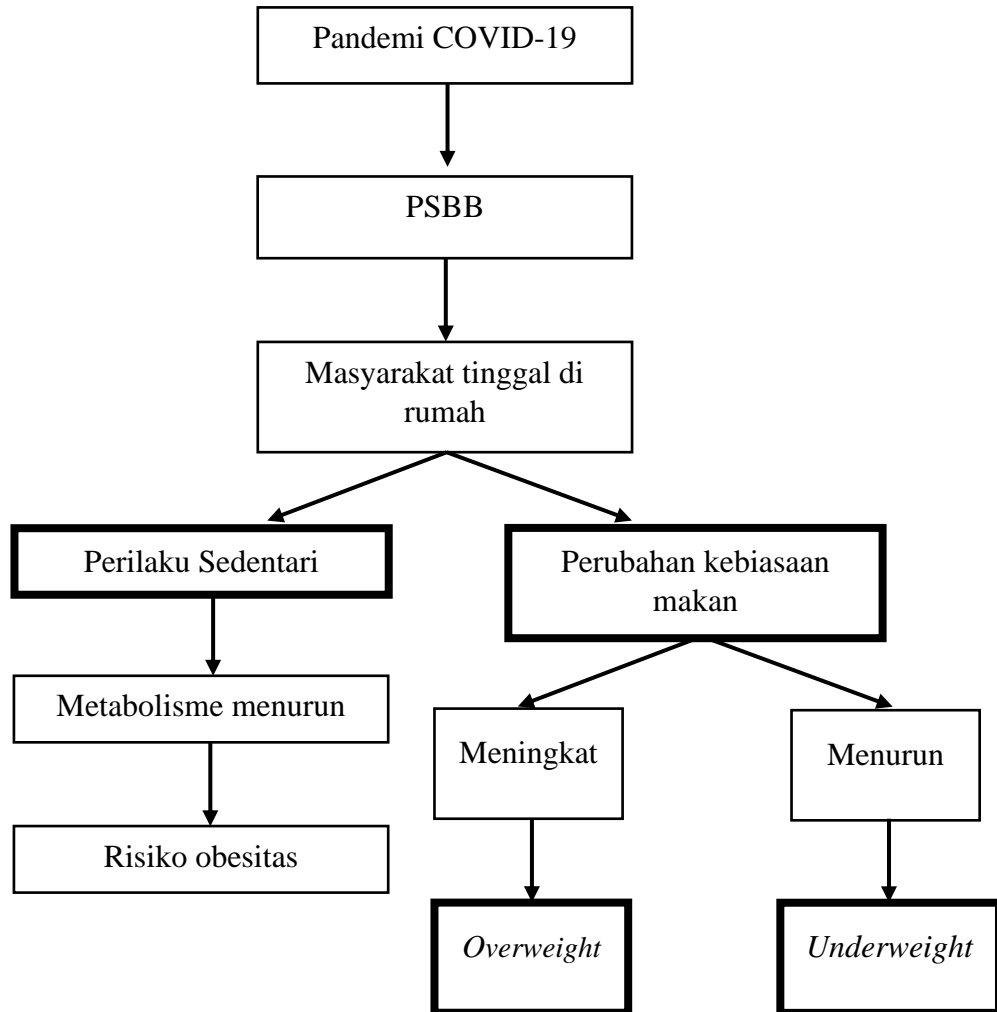 Pandemi COVID-19
PSBB
Masyarakat tinggal di
rumah
Perilaku Sedentari
Perubahan kebiasaan
makan
Metabolisme menurun
Meningkat
Menurun
Risiko obesitas
Overweight
Underweight